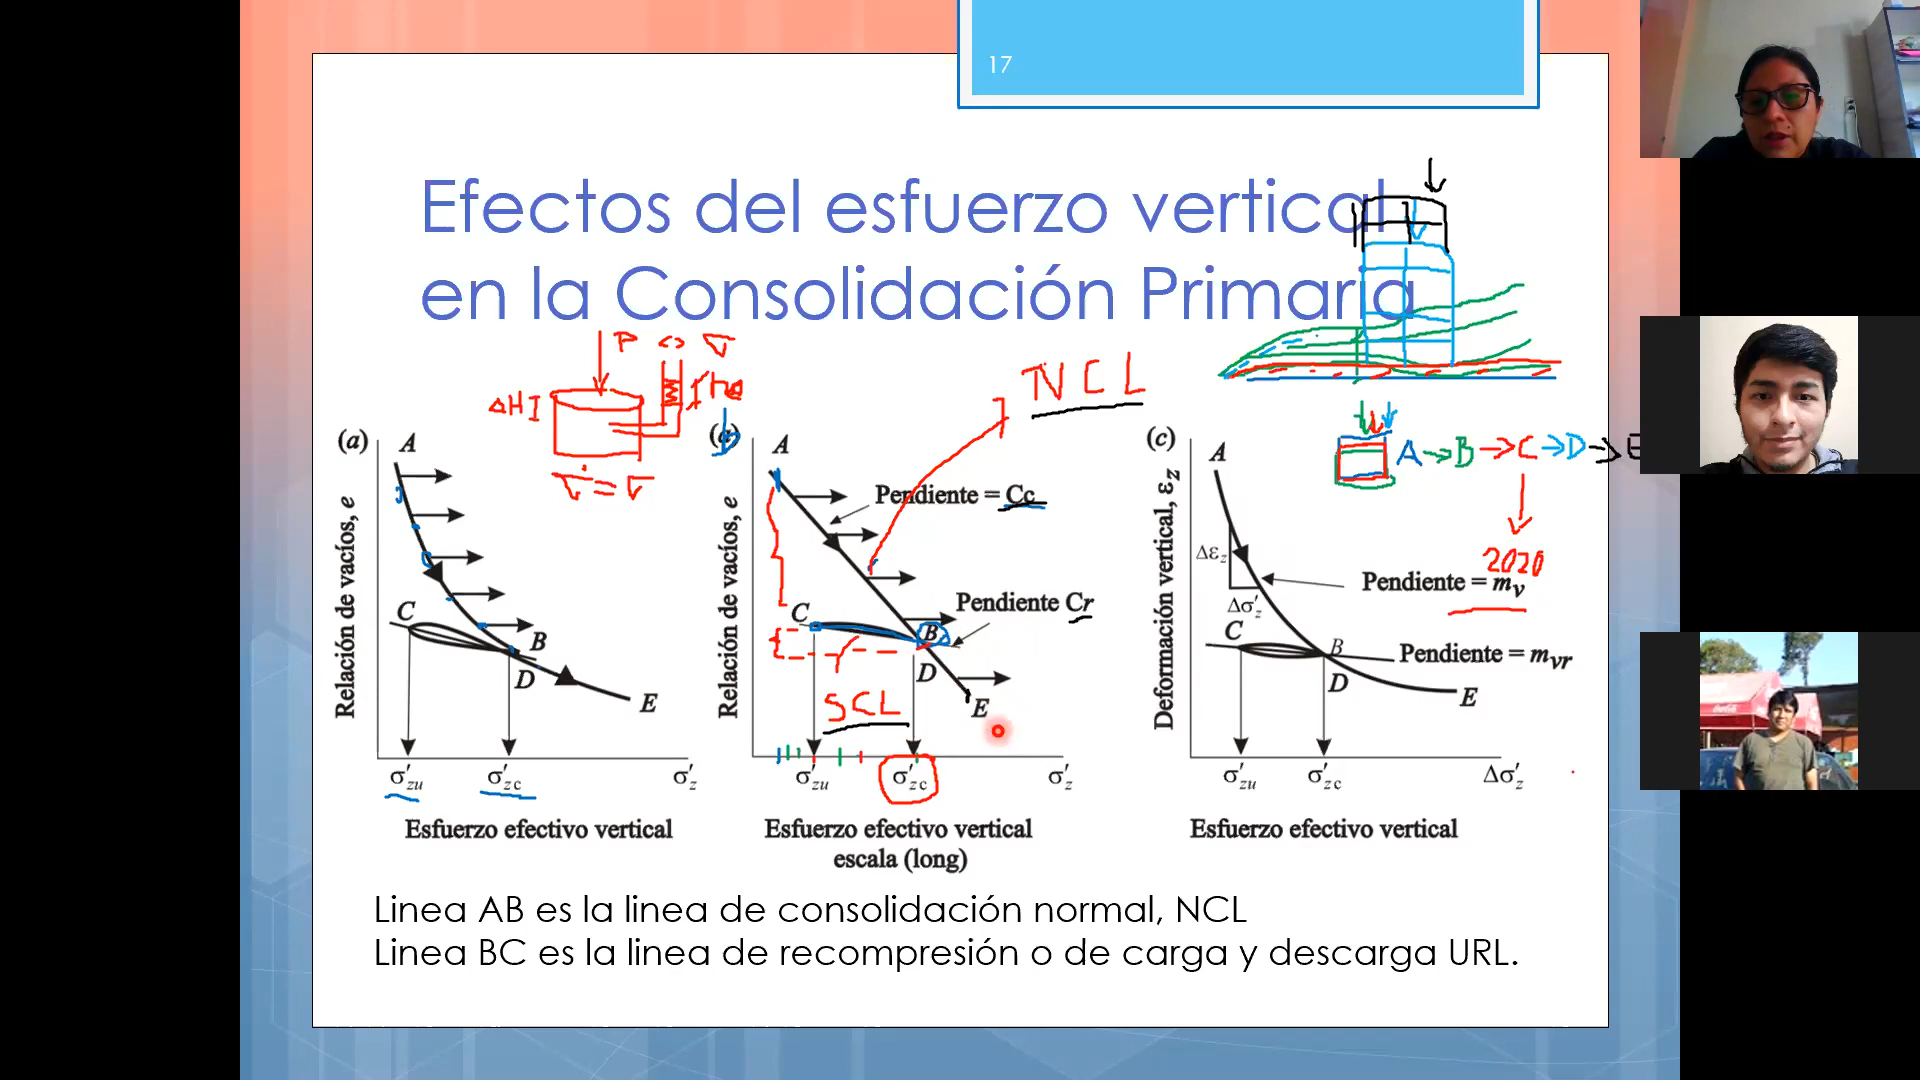 17
Efectos del esfuerzo vertical
en la Consolidación Primaria
P <> σ
ΔH
σ = σ
NCL
A → B → C → D → E
2020
(a)
A
C
B
D
E
Relación de vacíos, e
σ'zu
σ'zc
σ'z
Esfuerzo efectivo vertical
b
A
Pendiente = Cc
Pendiente Cr
C
B
D
E
SCL
Relación de vacíos, e
σ'zu
σ'zc
σ'z
Esfuerzo efectivo vertical
escala (long)
(c)
A
Δεz
Δσ'z
Pendiente = mv
C
B
Pendiente = mvr
D
E
Deformación vertical, εz
σ'zu
σ'zc
Δσ'z
Esfuerzo efectivo vertical
Linea AB es la linea de consolidación normal, NCL
Linea BC es la linea de recompresión o de carga y descarga URL.